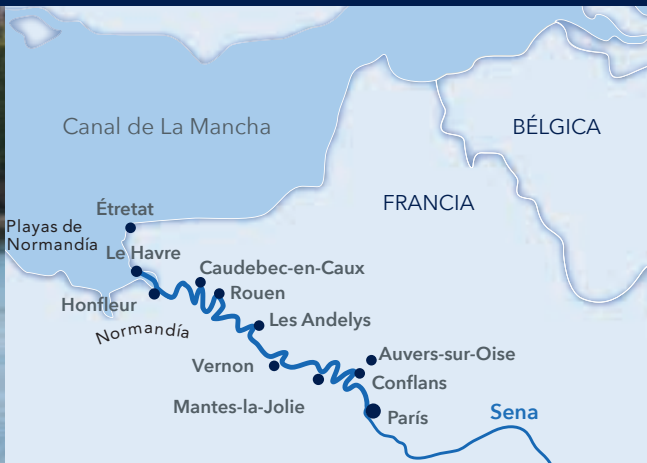 Canal de La Mancha
BÉLGICA
FRANCIA
Étretat
Playas de
Normandía
Le Havre
Caudebec-en-Caux
Honfleur
Rouen
Normandía
Les Andelys
Auvers-sur-Oise
Vernon
Conflans
Mantes-la-Jolie
París
Sena